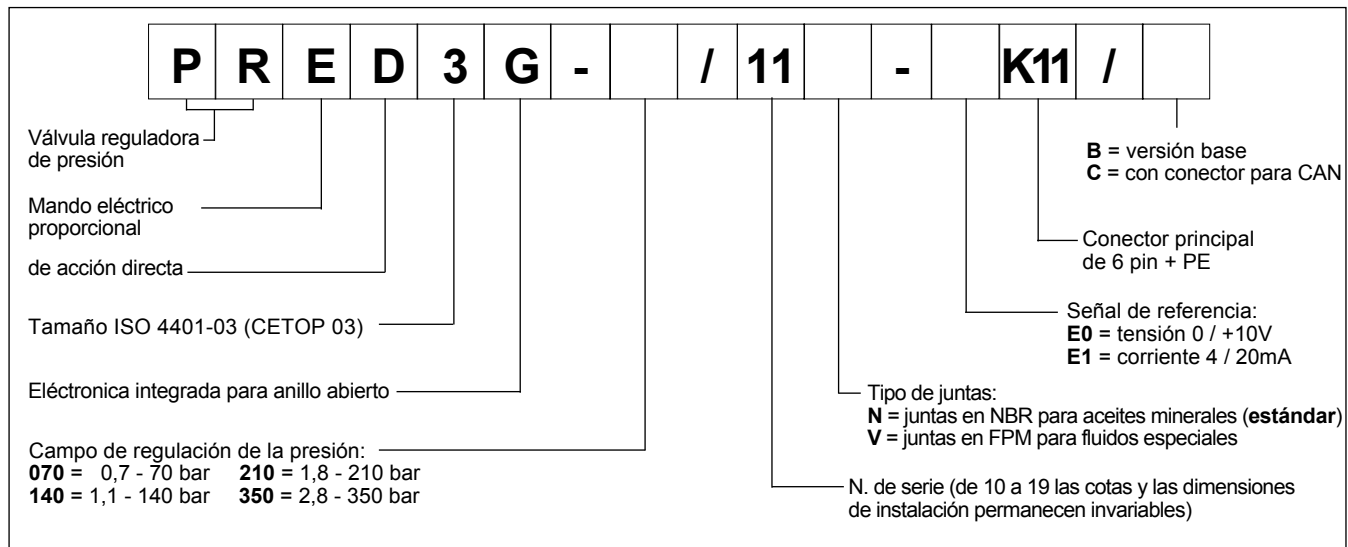 P R E D 3 G - / 11 - K11 /
Válvula reguladora
de presión
Mando eléctrico
proporcional
de acción directa
Tamaño ISO 4401-03 (CETOP 03)
Eléctronica integrada para anillo abierto
Campo de regulación de la presión:
070 = 0,7 - 70 bar 210 = 1,8 - 210 bar
140 = 1,1 - 140 bar 350 = 2,8 - 350 bar
B = versión base
C = con conector para CAN
Conector principal
de 6 pin + PE
Señal de referencia:
E0 = tensión 0 / +10V
E1 = corriente 4 / 20mA
Tipo de juntas:
N = juntas en NBR para aceites minerales (estándar)
V = juntas en FPM para fluidos especiales
N. de serie (de 10 a 19 las cotas y las dimensiones
de instalación permanecen invariables)